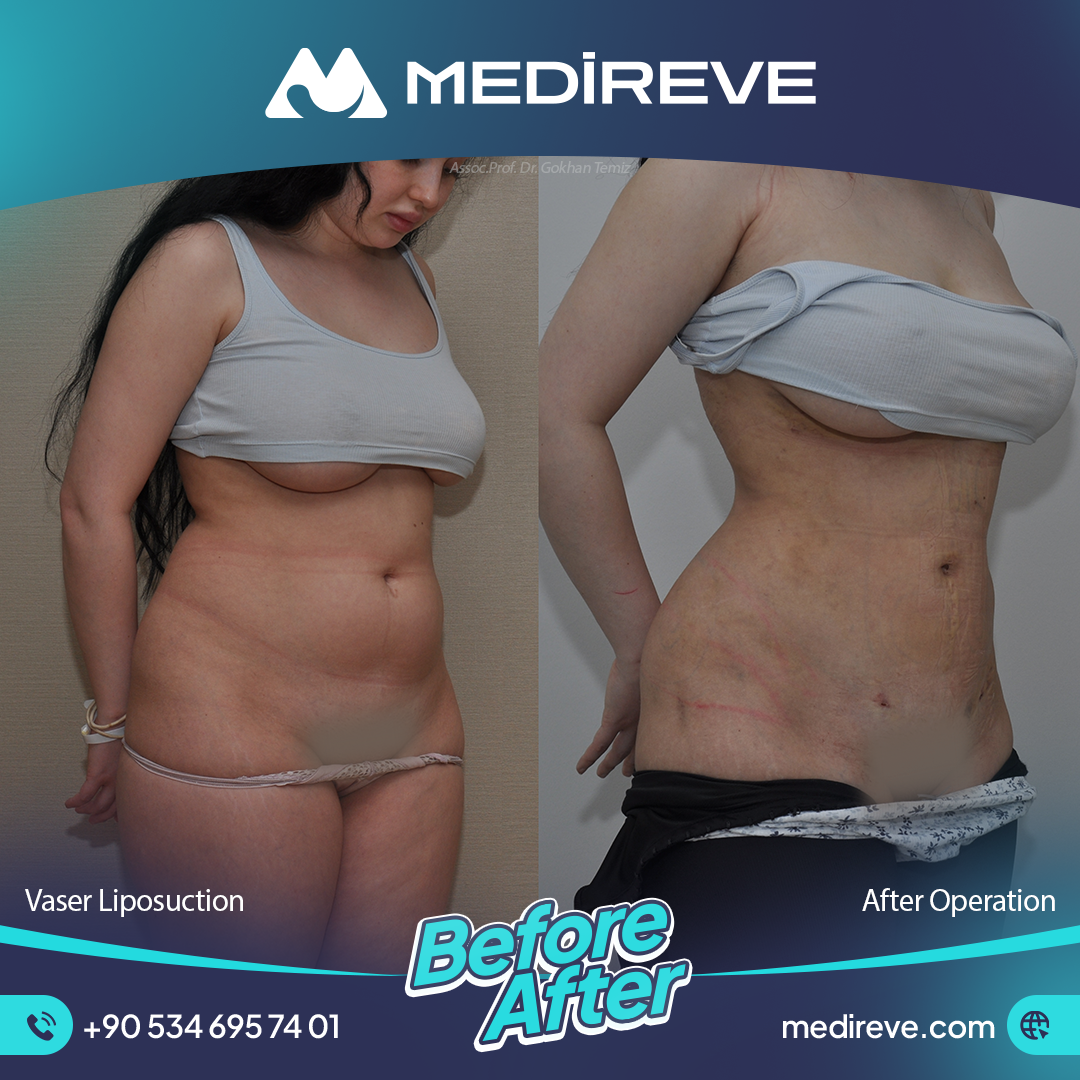 MEDİREVE
Assoc.Prof. Dr. Gokhan Temiz
Vaser Liposuction
After Operation
Before
After
+90 534 695 74 01
medireve.com